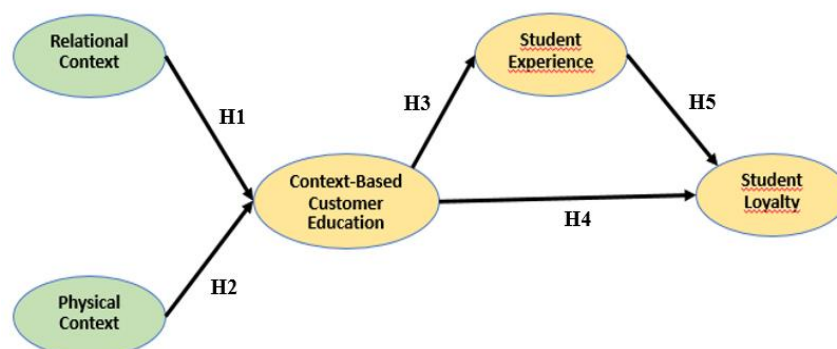 Relational
Context
Student
Experience
H1
H3
H5
Context-Based
Customer
Education
Student
Loyalty
H4
H2
Physical
Context